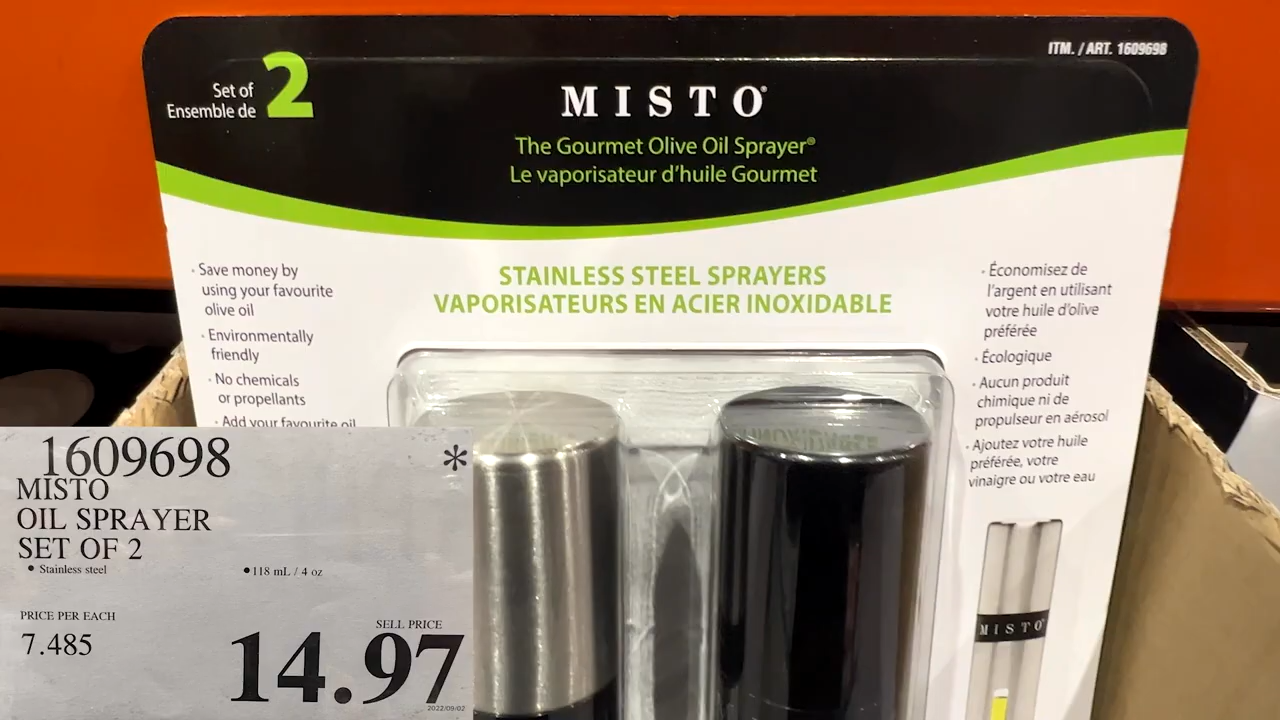 ITM. / ART. 1609698
Set of
Ensemble de
2
MISTO®
The Gourmet Olive Oil Sprayer®
Le vaporisateur d'huile Gourmet
STAINLESS STEEL SPRAYERS
VAPORISATEURS EN ACIER INOXIDABLE
· Save money by
using your favourite
olive oil
· Environmentally
friendly
· No chemicals
or propellants
· Add your favourite oil
· Économisez de
l'argent en utilisant
votre huile d'olive
préférée
· Écologique
· Aucun produit
chimique ni de
propulseur en aérosol
· Ajoutez votre huile
préférée, votre
vinaigre ou votre eau
MISTO®
1609698 *
MISTO
OIL SPRAYER
SET OF 2
• Stainless steel • 118 mL / 4 oz
PRICE PER EACH
7.485
SELL PRICE
14.97
2022/09/02